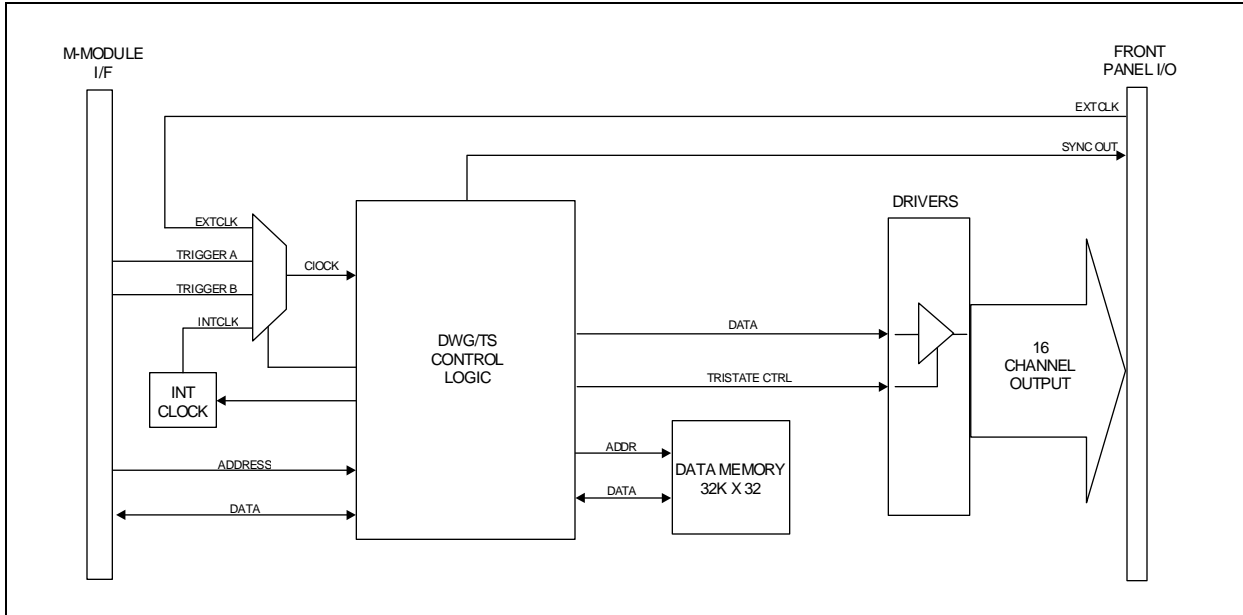 M-MODULE
I/F
FRONT
PANEL I/O
EXTCLK
SYNC OUT
DRIVERS
EXTCLK
TRIGGER A
CIOCK
TRIGGER B
INTCLK
DATA
DWG/TS
CONTROL
LOGIC
16
CHANNEL
OUTPUT
TRISTATE CTRL
INT
CLOCK
ADDR
ADDRESS
DATA MEMORY
32K X 32
DATA
DATA